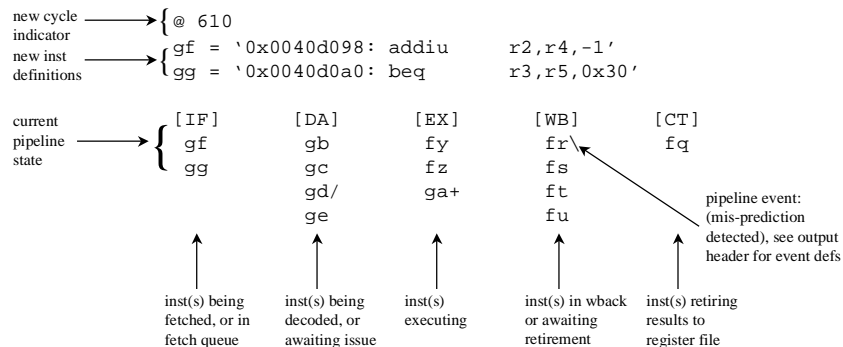 new cycle
indicator
{ @ 610
new inst
definitions
{ gf = ‘0x0040d098: addiu r2,r4,-1’
gg = ‘0x0040d0a0: beq r3,r5,0x30’
current
pipeline
state
{ [IF] [DA] [EX] [WB] [CT]
gf gb fy fr\ fq
gg gc fz fs
gd/ ga+ ft
ge fu
pipeline event:
(mis-prediction
detected), see output
header for event defs
inst(s) being
fetched, or in
fetch queue
inst(s) being
decoded, or
awaiting issue
inst(s)
executing
inst(s) in wback
or awaiting
retirement
inst(s) retiring
results to
register file